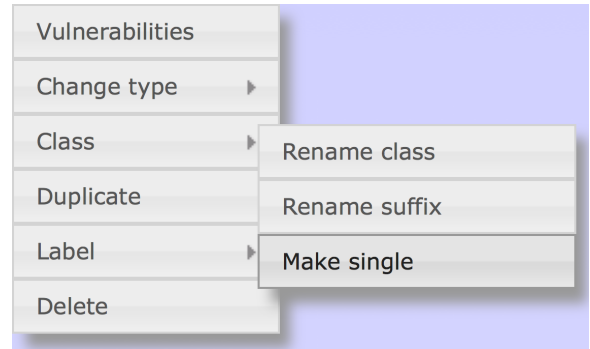 Vulnerabilities
Change type
Class
Duplicate
Label
Delete
Rename class
Rename suffix
Make single